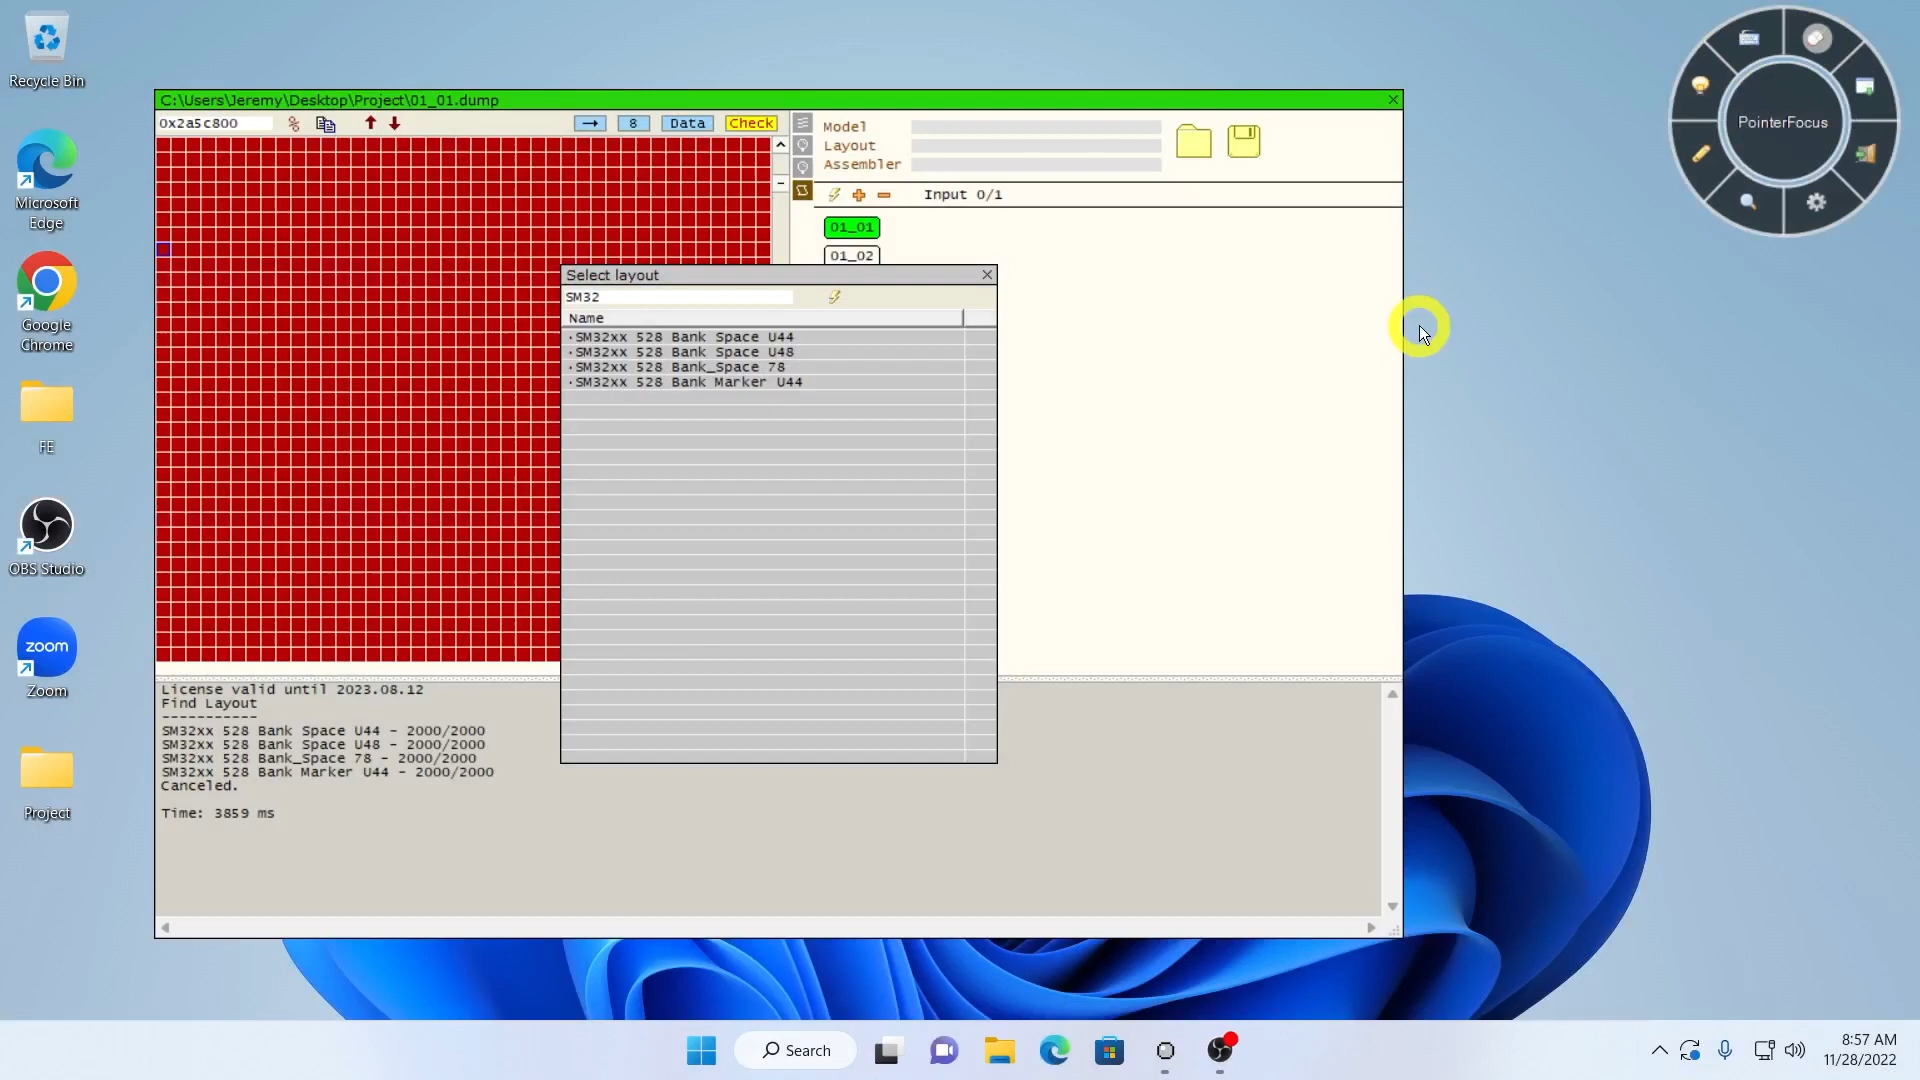 Recycle Bin
Microsoft
Edge
Google
Chrome
FE
OBS Studio
zoom
Zoom
Project
C:\Users\Jeremy\Desktop\Project\01_01.dump
0x2a5c800
8
Data
Check
Model
Layout
Assembler
Input 0/1
01_01
01_02
Select layout
SM32
Name
·SM32xx 528 Bank Space U44
·SM32xx 528 Bank Space U48
·SM32xx 528 Bank_Space 78
·SM32xx 528 Bank Marker U44
License valid until 2023.08.12
Find Layout
-----------
SM32xx 528 Bank Space U44 - 2000/2000
SM32xx 528 Bank Space U48 - 2000/2000
SM32xx 528 Bank_Space 78 - 2000/2000
SM32xx 528 Bank Marker U44 - 2000/2000
Canceled.
Time: 3859 ms
PointerFocus
Search
8:57 AM
11/28/2022